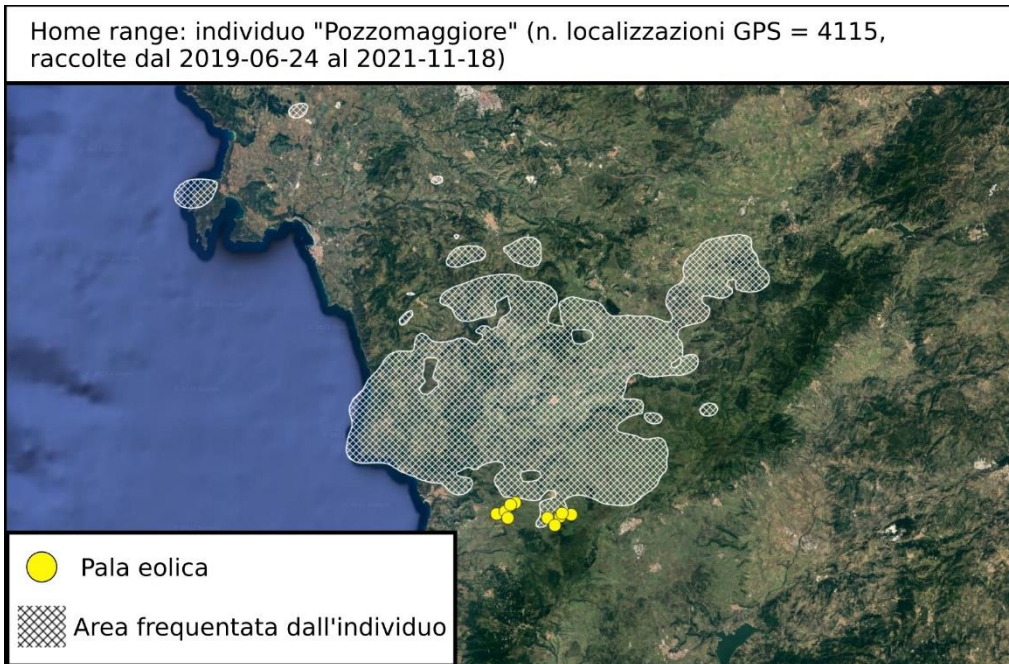 Home range: individuo "Pozzomaggiore" (n. localizzazioni GPS = 4115,
raccolte dal 2019-06-24 al 2021-11-18)
Pala eolica
Area frequentata dall'individuo